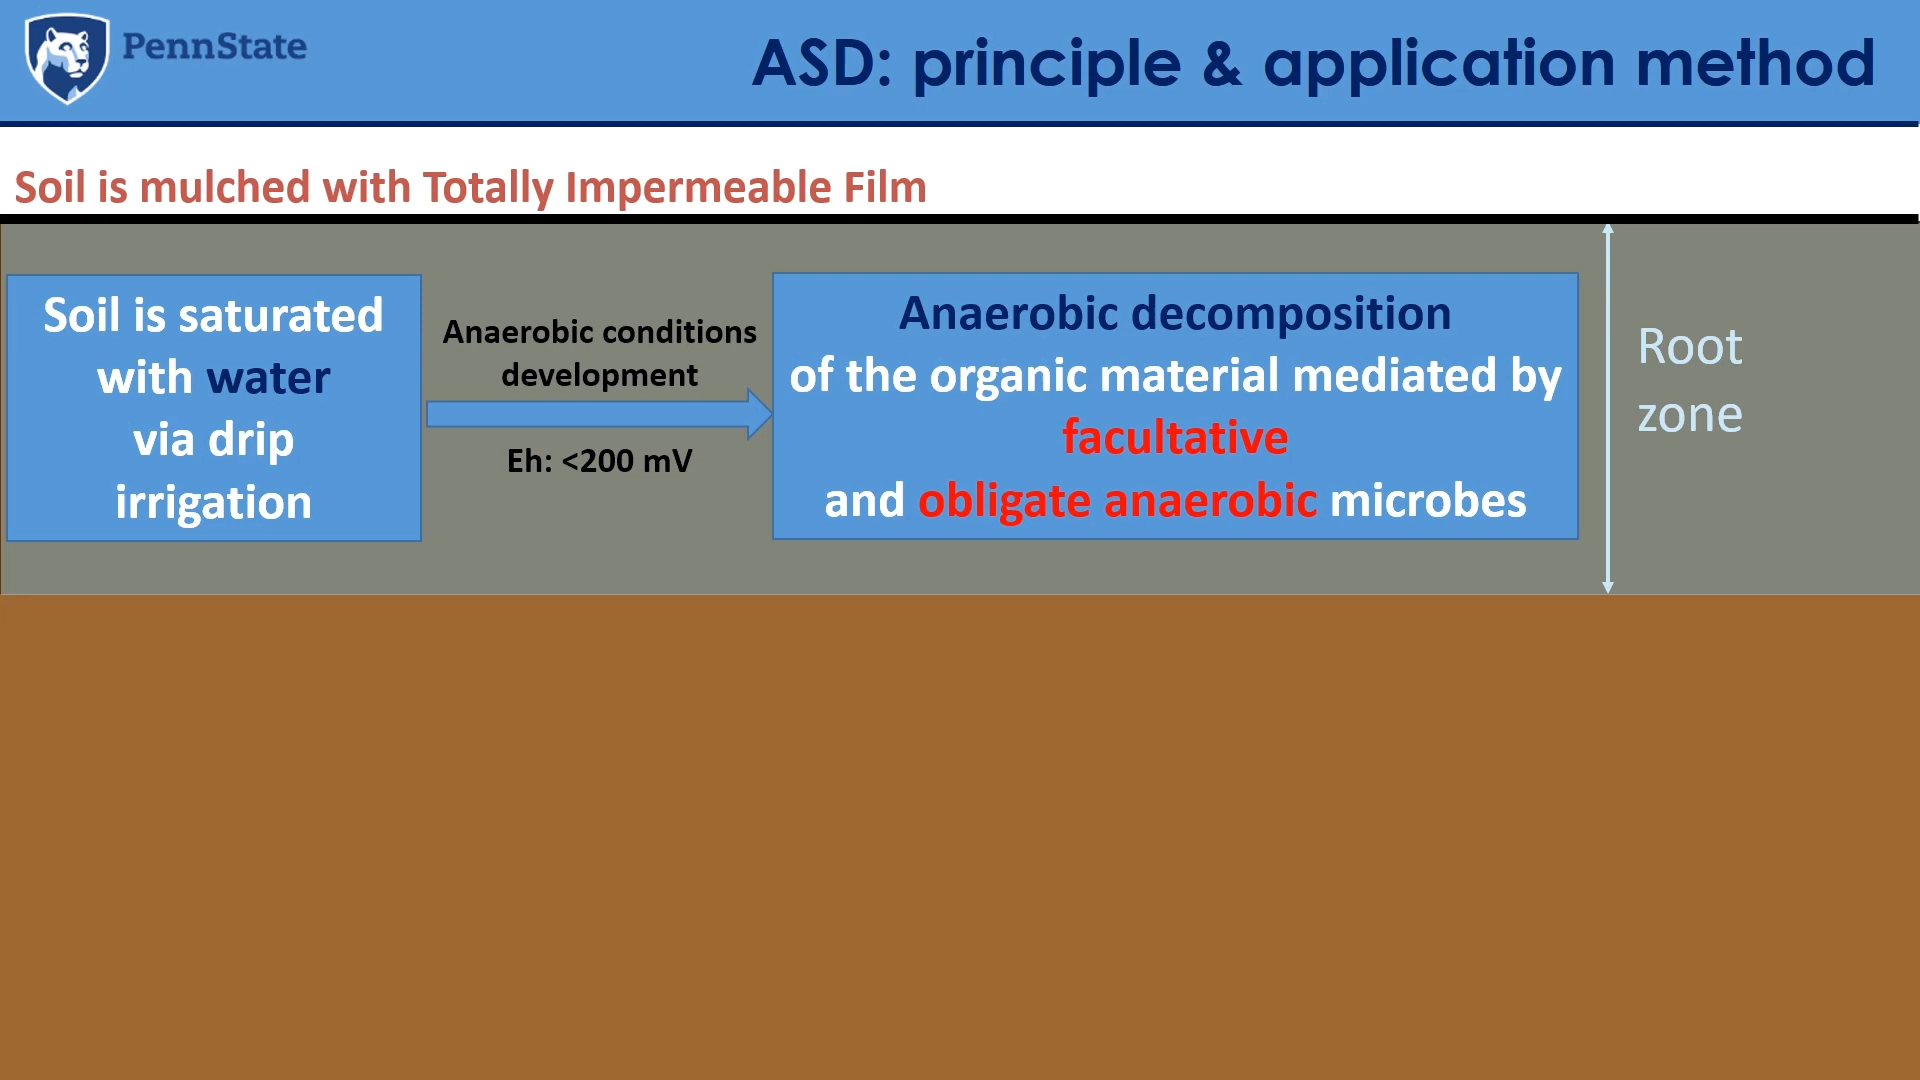 PennState
ASD: principle & application method
Soil is mulched with Totally Impermeable Film
Soil is saturated
with water
via drip
irrigation
Anaerobic conditions
development
Eh: <200 mV
Anaerobic decomposition
of the organic material mediated by
facultative
and obligate anaerobic microbes
Root
zone